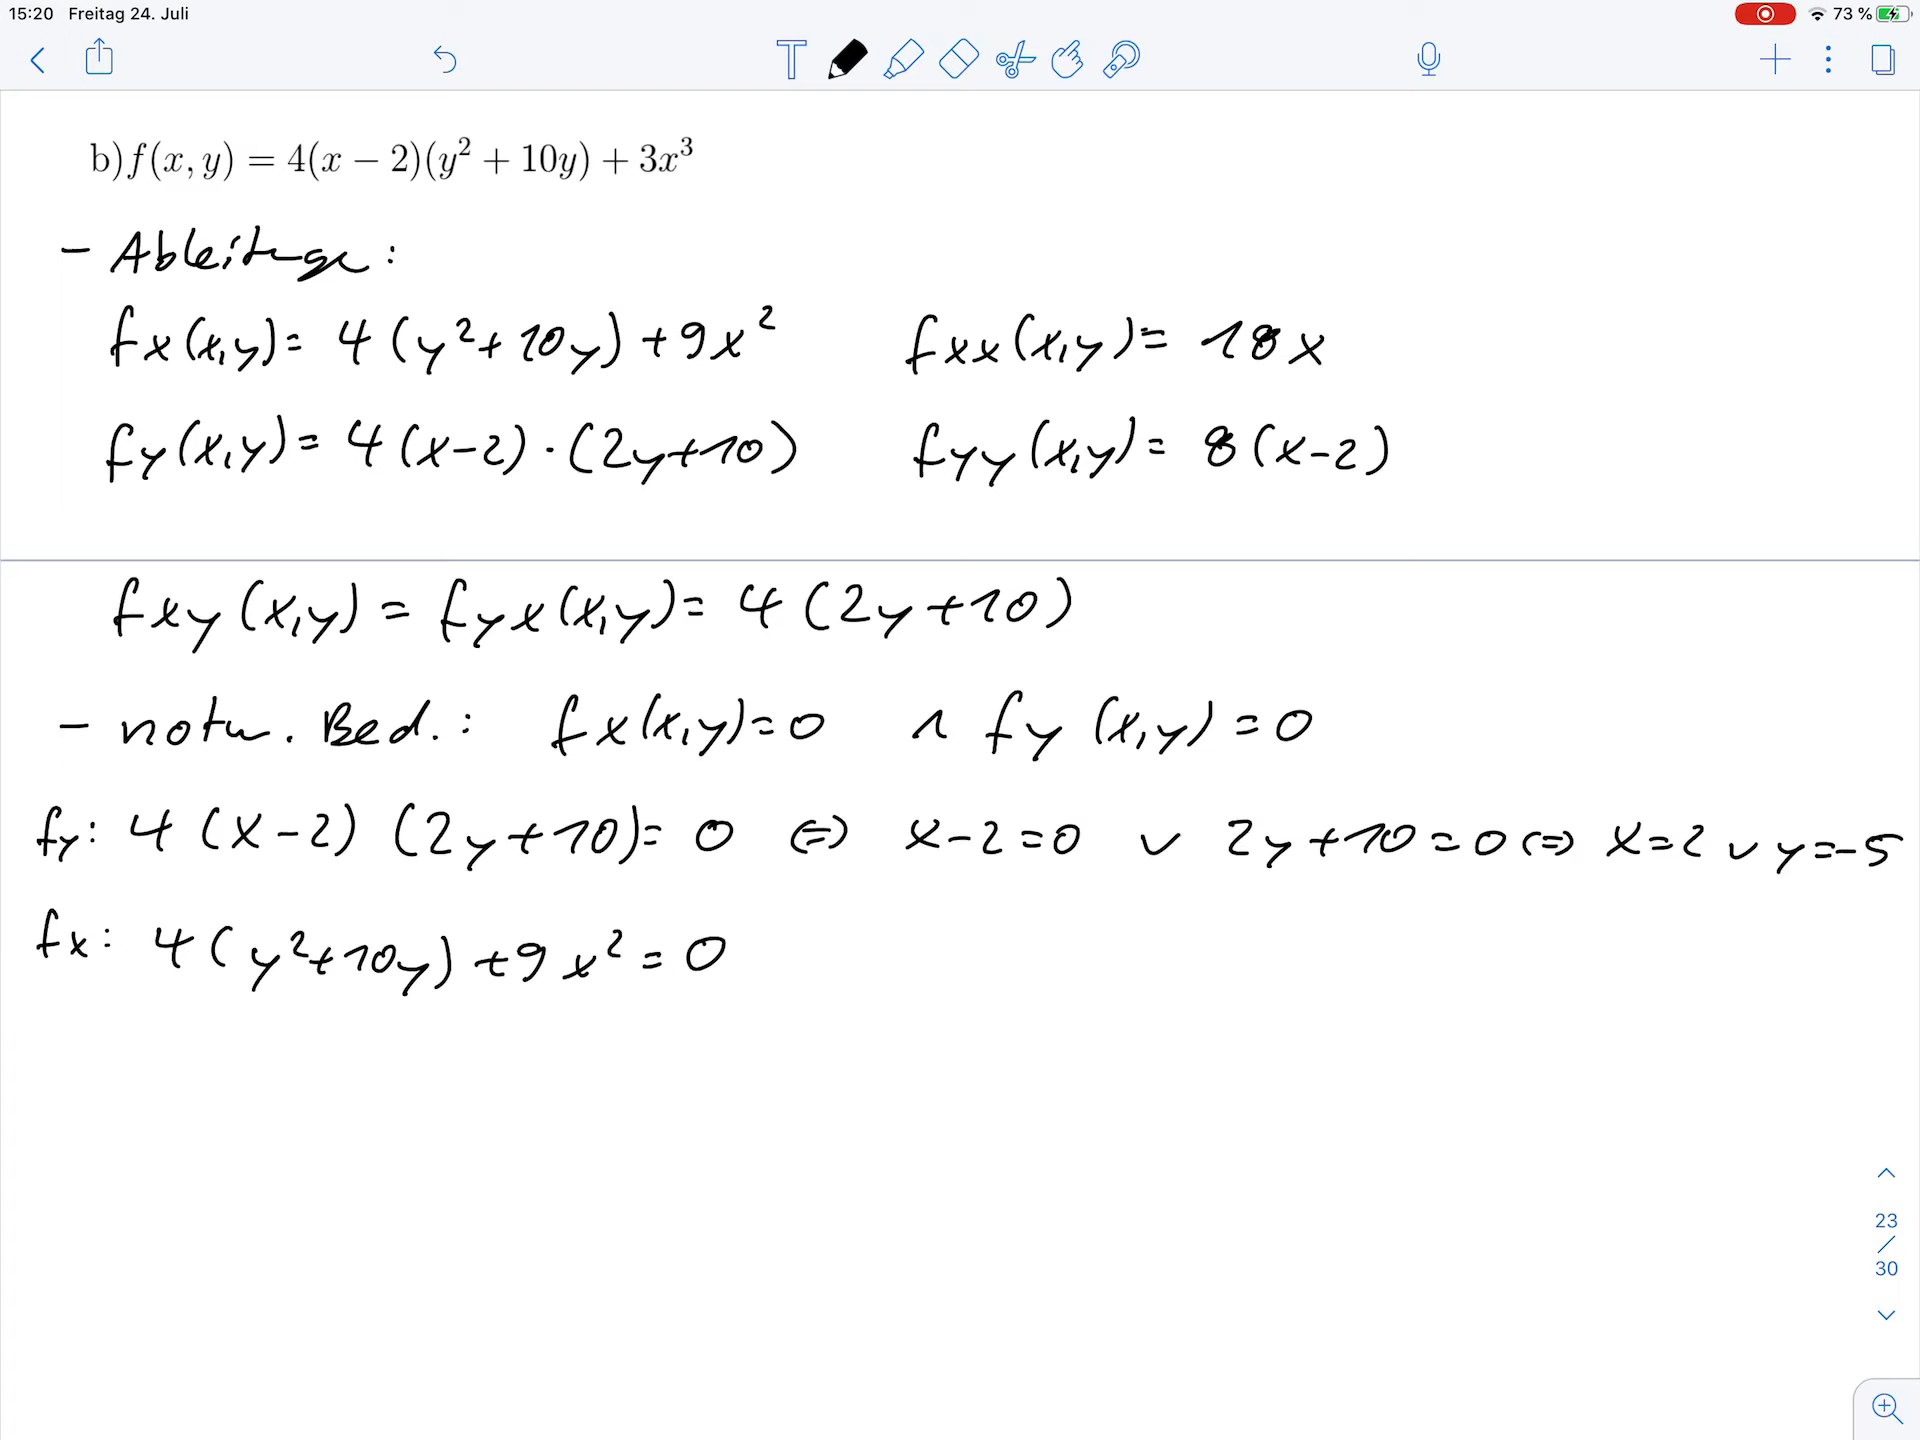 15:20 Freitag 24. Juli 73 %
T
b)f(x, y) = 4(x − 2)(y² + 10y) + 3x³
- Ableitunge:
fx(x,y)= 4(y²+10y)+9x² fxx(x,y)= 18x
fy(x,y)= 4(x-2)·(2y+10) fyy(x,y)= 8(x-2)
fxy(x,y) = fyx(x,y)= 4(2y+10)
- notw. Bed.: fx(x,y)=0 ∧ fy(x,y)=0
fy: 4(x-2)(2y+10)= 0 ⇔ x-2=0 ∨ 2y+10=0 ⇔ x=2 ∨ y=-5
fx: 4(y²+10y)+9x²=0
23
/
30